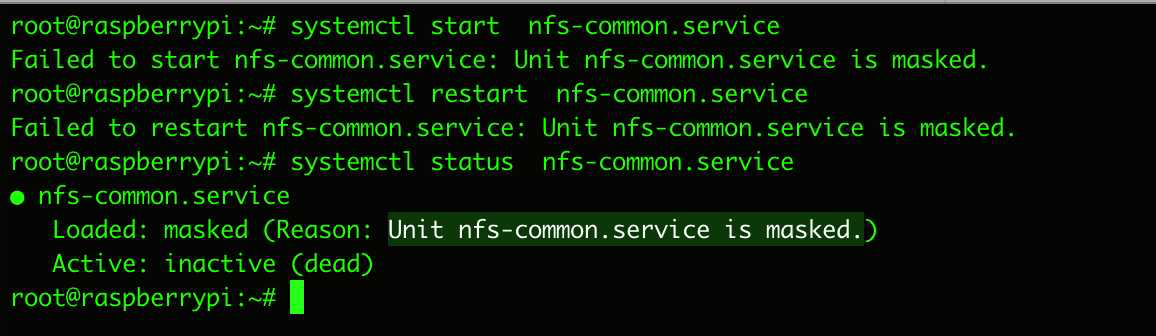 root@raspberrypi:~# systemctl start  nfs-common.service
Failed to start nfs-common.service: Unit nfs-common.service is masked.
root@raspberrypi:~# systemctl restart  nfs-common.service
Failed to restart nfs-common.service: Unit nfs-common.service is masked.
root@raspberrypi:~# systemctl status  nfs-common.service
● nfs-common.service
   Loaded: masked (Reason: Unit nfs-common.service is masked.)
   Active: inactive (dead)
root@raspberrypi:~#